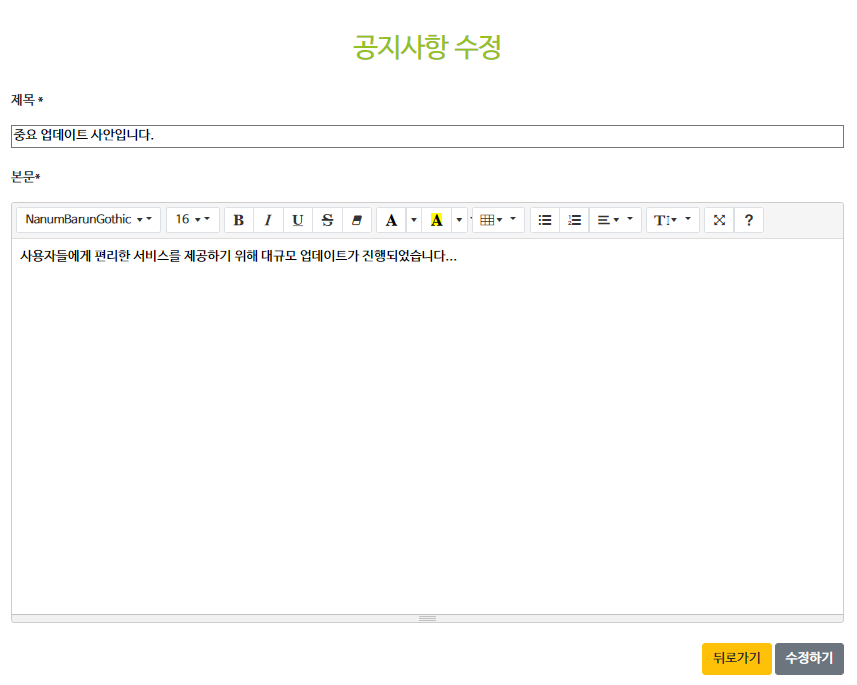 공지사항 수정
제목 *
중요 업데이트 사안입니다.
본문*
NanumBarunGothic 16 B I U S A A T ?
사용자들에게 편리한 서비스를 제공하기 위해 대규모 업데이트가 진행되었습니다...
뒤로가기 수정하기